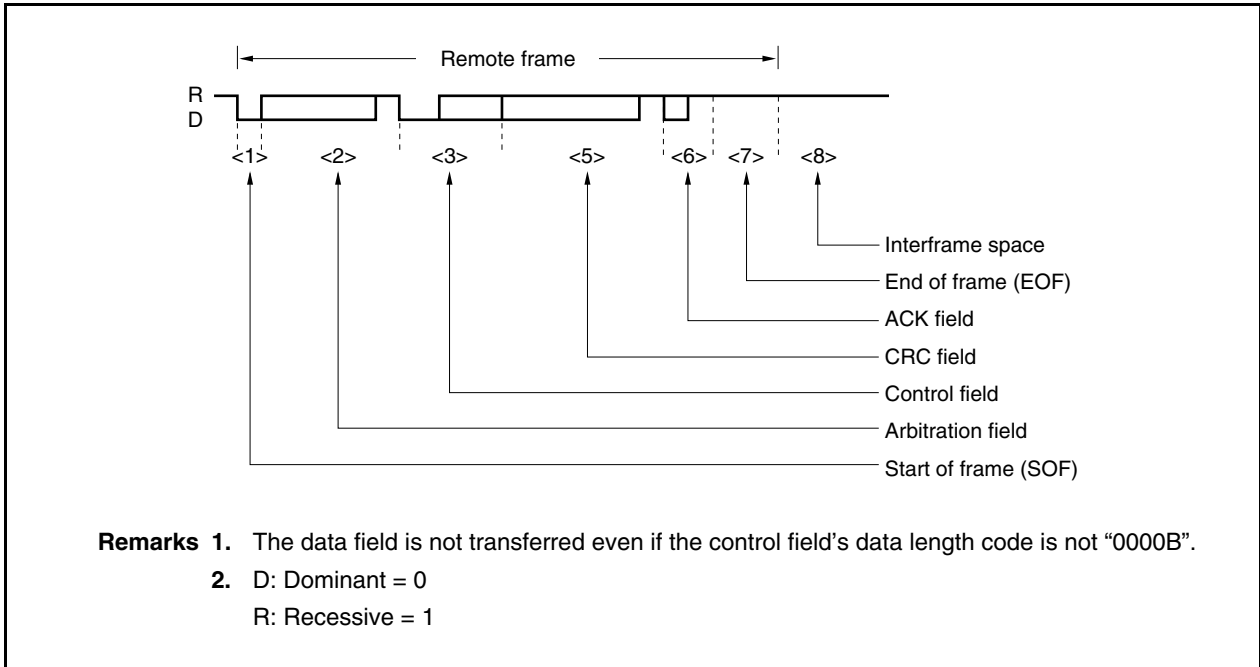 Remote frame
R
D
<1> <2> <3> <5> <6> <7> <8>
Interframe space
End of frame (EOF)
ACK field
CRC field
Control field
Arbitration field
Start of frame (SOF)
Remarks 1. The data field is not transferred even if the control field's data length code is not “0000B”.
2. D: Dominant = 0
R: Recessive = 1